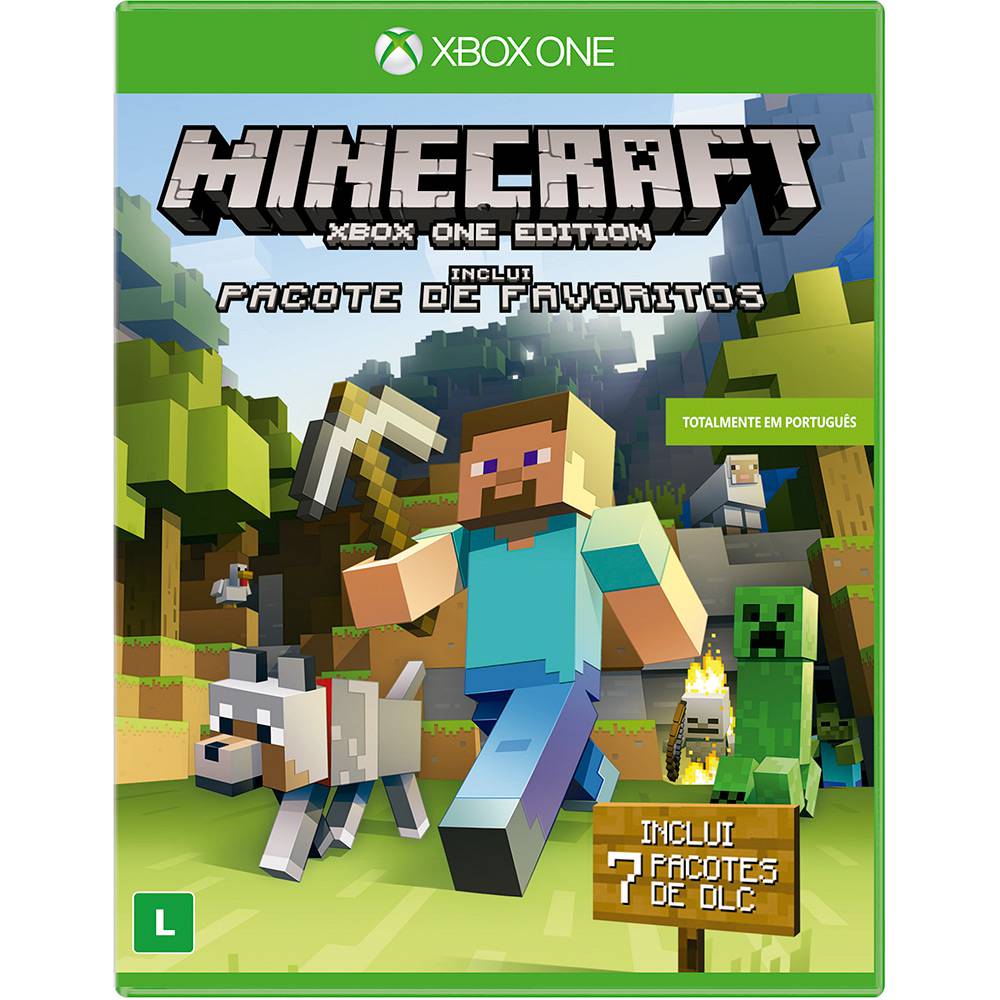 XBOX ONE
MINECRAFT
XBOX ONE EDITION
INCLUI
PACOTE DE FAVORITOS
TOTALMENTE EM PORTUGUÊS
INCLUI
7 PACOTES
DE DLC
L